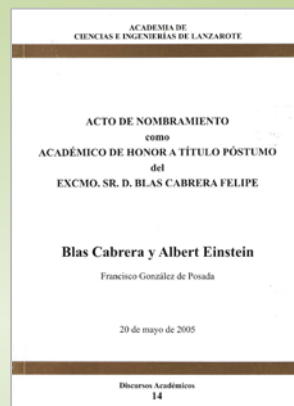 ACADEMIA DE
CIENCIAS E INGENIERÍAS DE LANZAROTE
ACTO DE NOMBRAMIENTO
como
ACADÉMICO DE HONOR A TÍTULO PÓSTUMO
del
EXCMO. SR. D. BLAS CABRERA FELIPE
Blas Cabrera y Albert Einstein
Francisco González de Posada
20 de mayo de 2005
Discursos Académicos
14